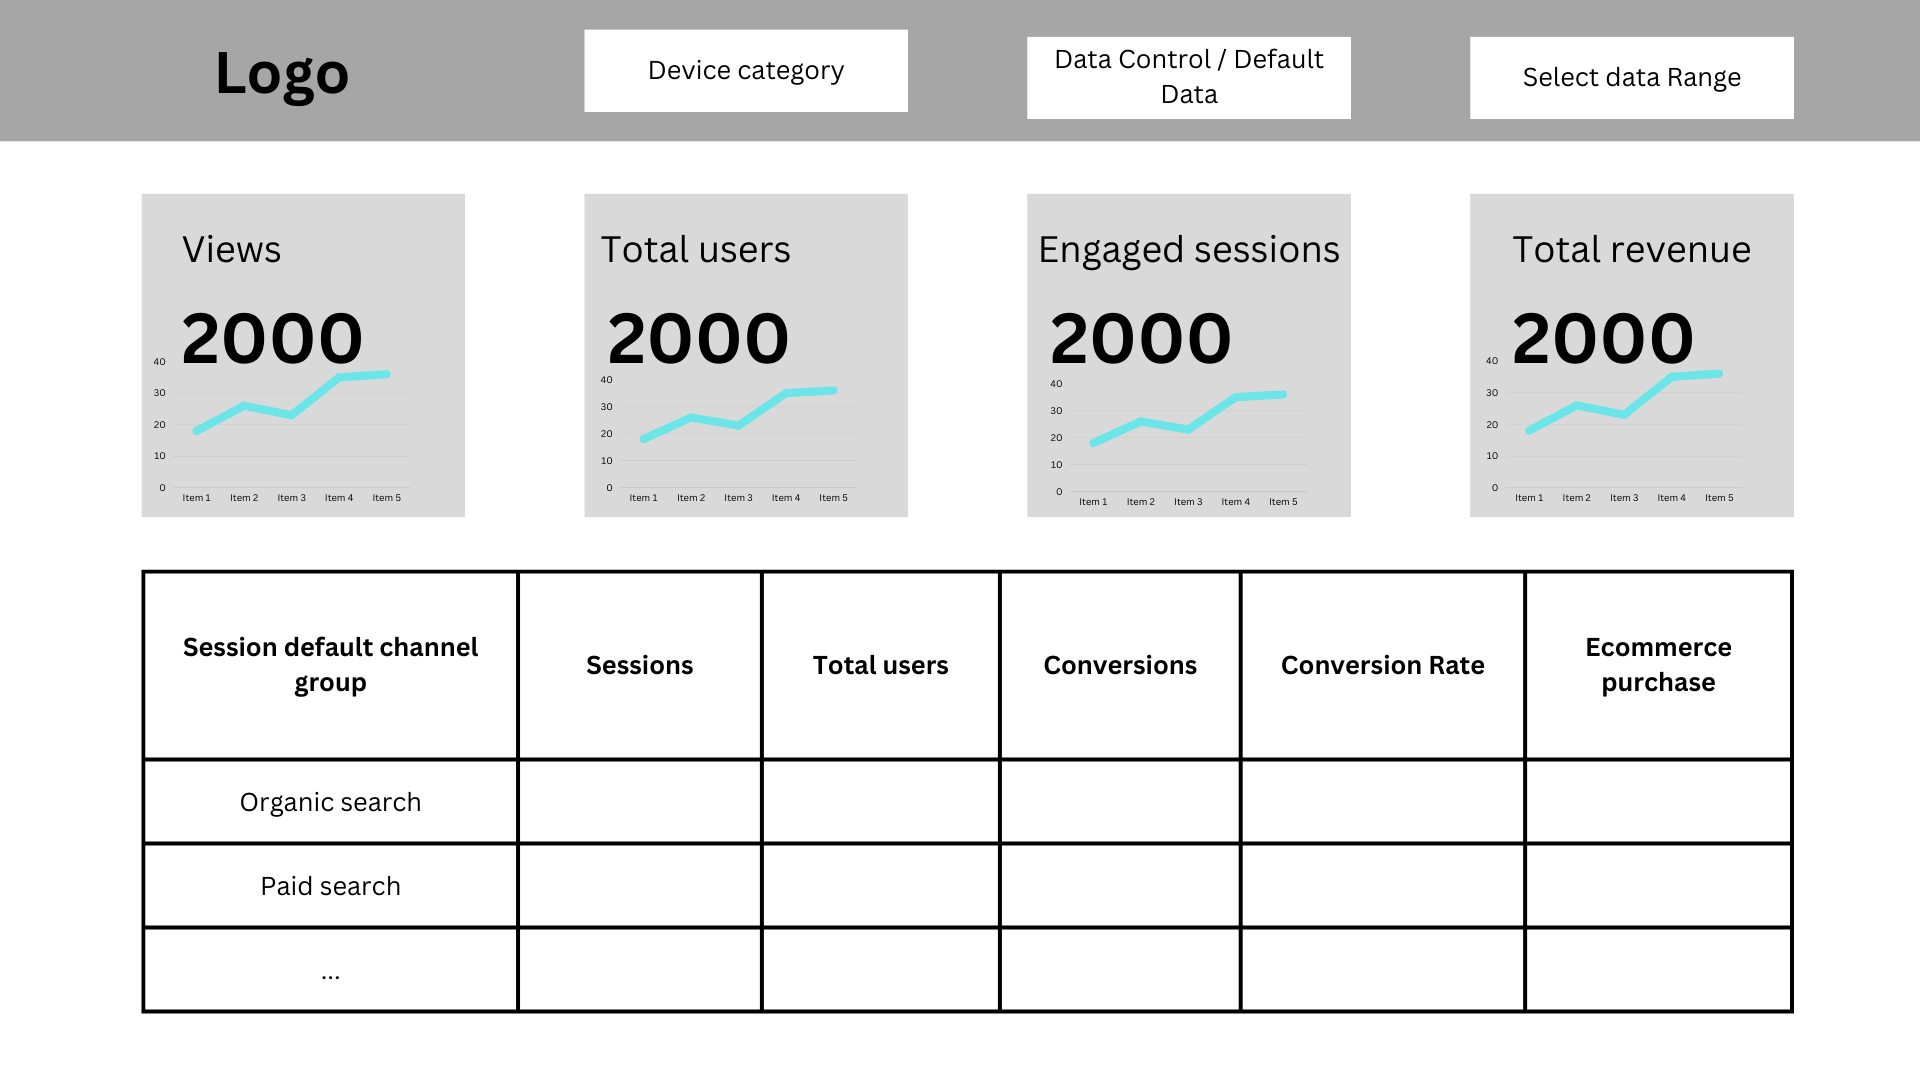 Logo
Device category
Data Control / Default
Data
Select data Range
Views
2000
40
30
20
10
0
Item 1 Item 2 Item 3 Item 4 Item 5
Total users
2000
40
30
20
10
0
Item 1 Item 2 Item 3 Item 4 Item 5
Engaged sessions
2000
40
30
20
10
0
Item 1 Item 2 Item 3 Item 4 Item 5
Total revenue
2000
40
30
20
10
0
Item 1 Item 2 Item 3 Item 4 Item 5
Session default channel
group
Sessions
Total users
Conversions
Conversion Rate
Ecommerce
purchase
Organic search
Paid search
...